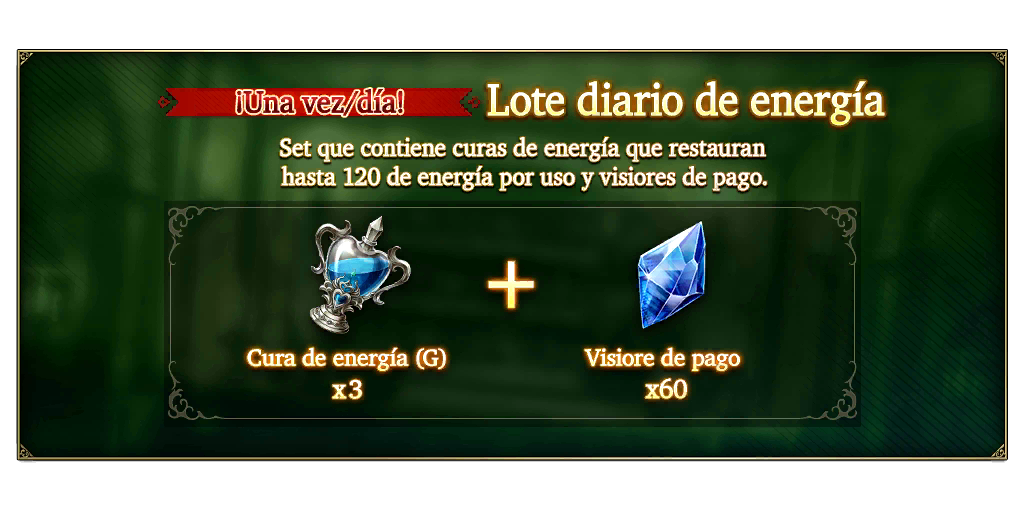 ¡Una vez/día!
Lote diario de energía
Set que contiene curas de energía que restauran
hasta 120 de energía por uso y visiores de pago.
+
Cura de energía (G)
x3
Visiore de pago
x60